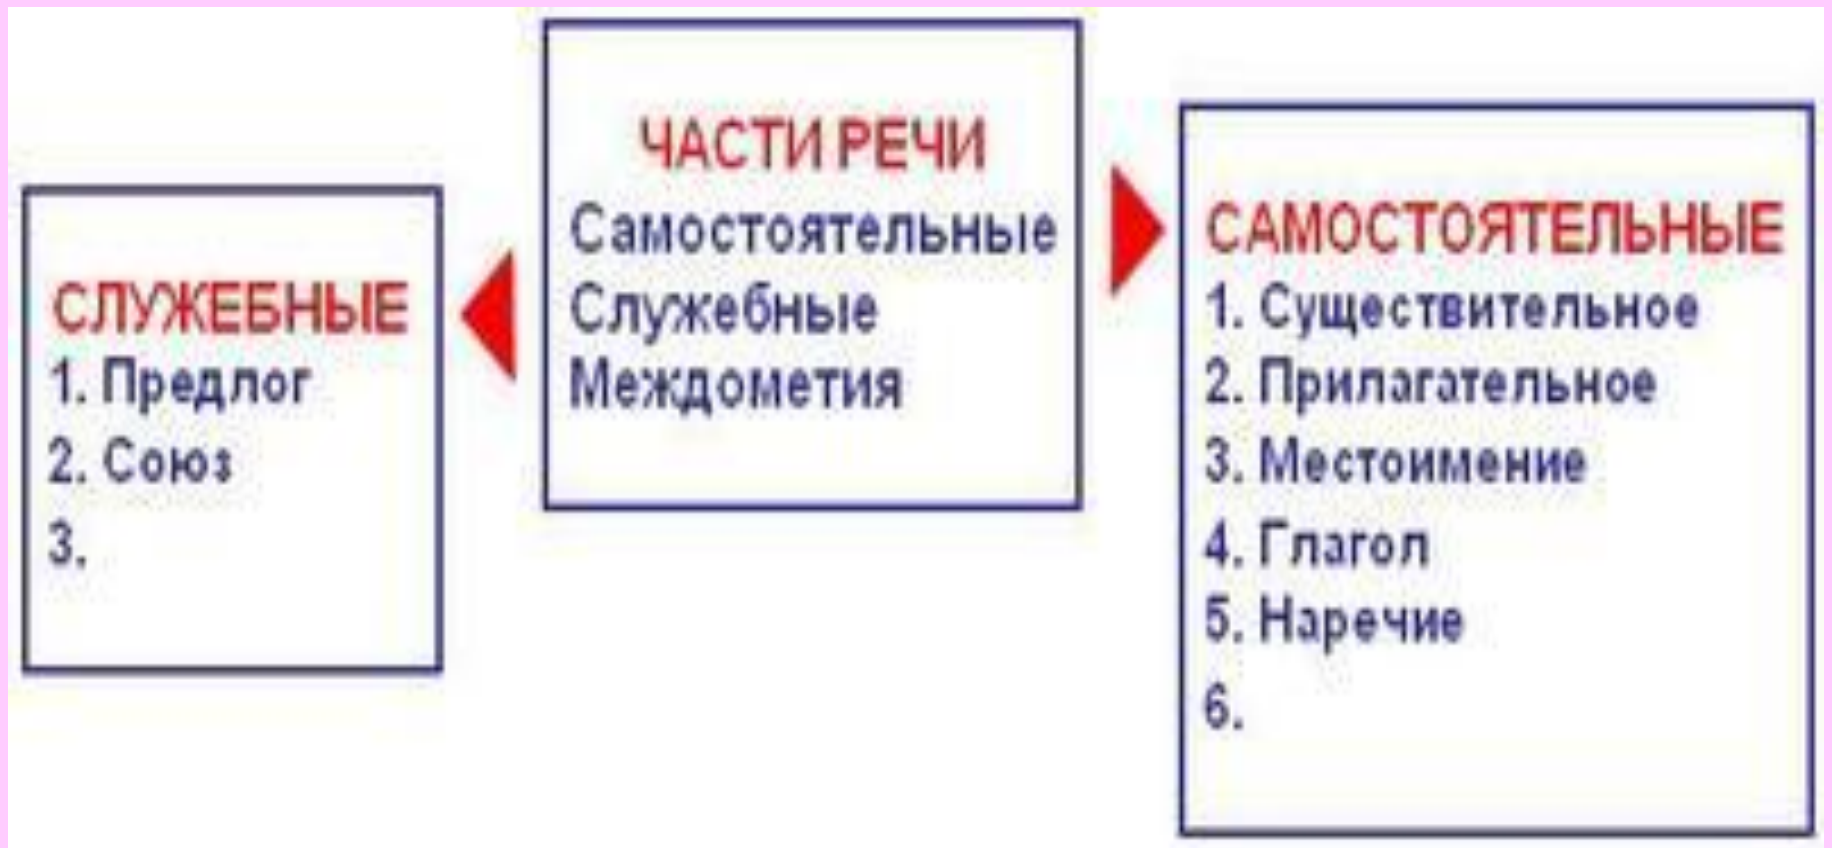 ЧАСТИ РЕЧИ
Самостоятельные
Служебные
Междометия
СЛУЖЕБНЫЕ
1. Предлог
2. Союз
3.
САМОСТОЯТЕЛЬНЫЕ
1. Существительное
2. Прилагательное
3. Местоимение
4. Глагол
5. Наречие
6.